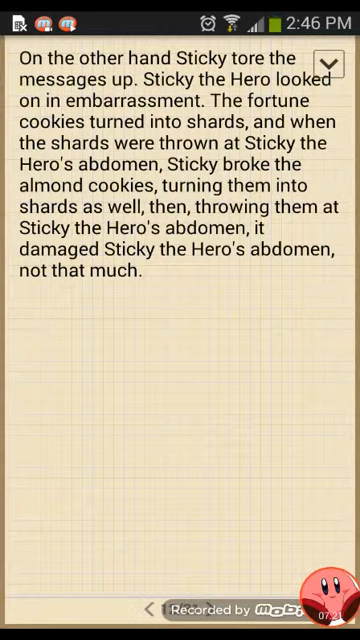 2:46 PM
On the other hand Sticky tore the
messages up. Sticky the Hero looked
on in embarrassment. The fortune
cookies turned into shards, and when
the shards were thrown at Sticky the
Hero's abdomen, Sticky broke the
almond cookies, turning them into
shards as well, then, throwing them at
Sticky the Hero's abdomen, it
damaged Sticky the Hero's abdomen,
not that much.
Recorded by
07:21